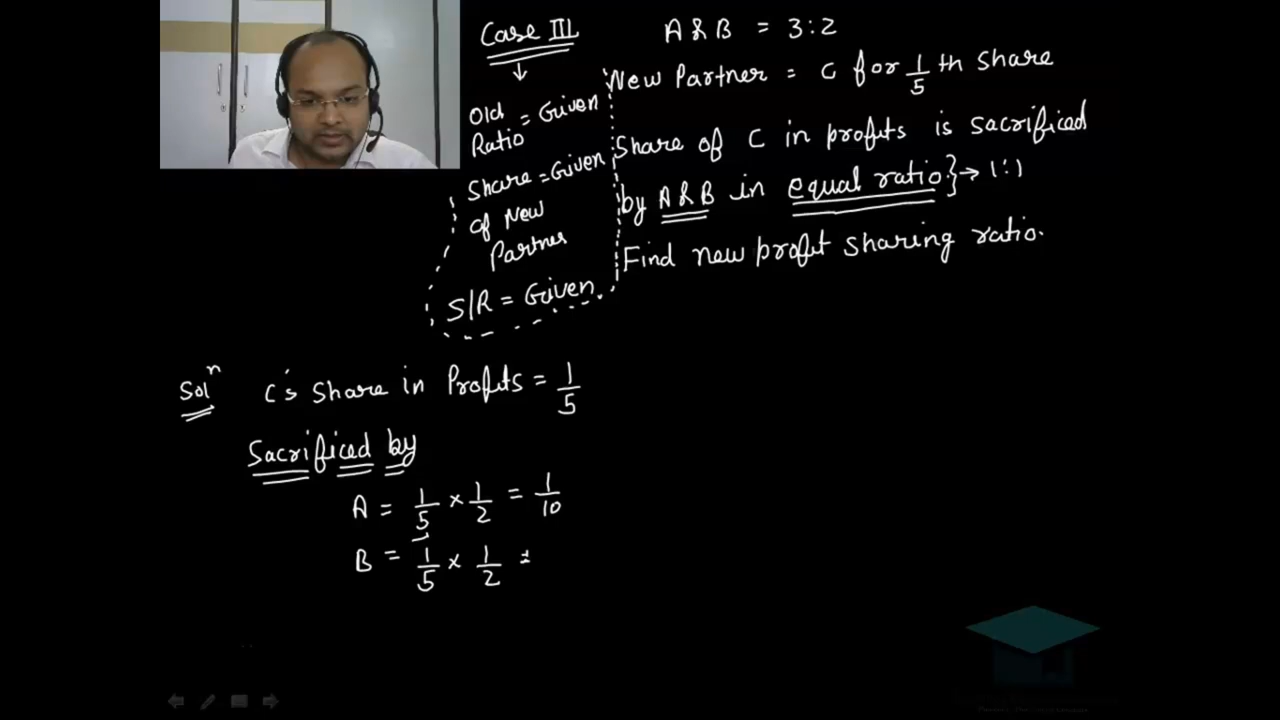 Case III
Old Ratio = Given
Share of New Partner = Given
S/R = Given
A & B = 3:2
New Partner = C for 1/5 th share
Share of C in profits is sacrificed
by A & B in equal ratio } → 1:1
Find new profit sharing ratio.
Solⁿ C's Share in Profits = 1/5
Sacrificed by
A = 1/5 × 1/2 = 1/10
B = 1/5 × 1/2 =